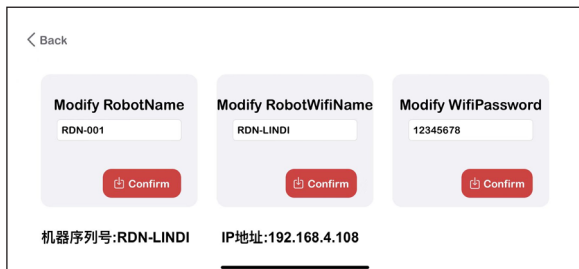 Back
Modify RobotName
Modify RobotWifiName
Modify WifiPassword
RDN-001
RDN-LINDI
12345678
Confirm
Confirm
Confirm
机器序列号:RDN-LINDI
IP地址:192.168.4.108